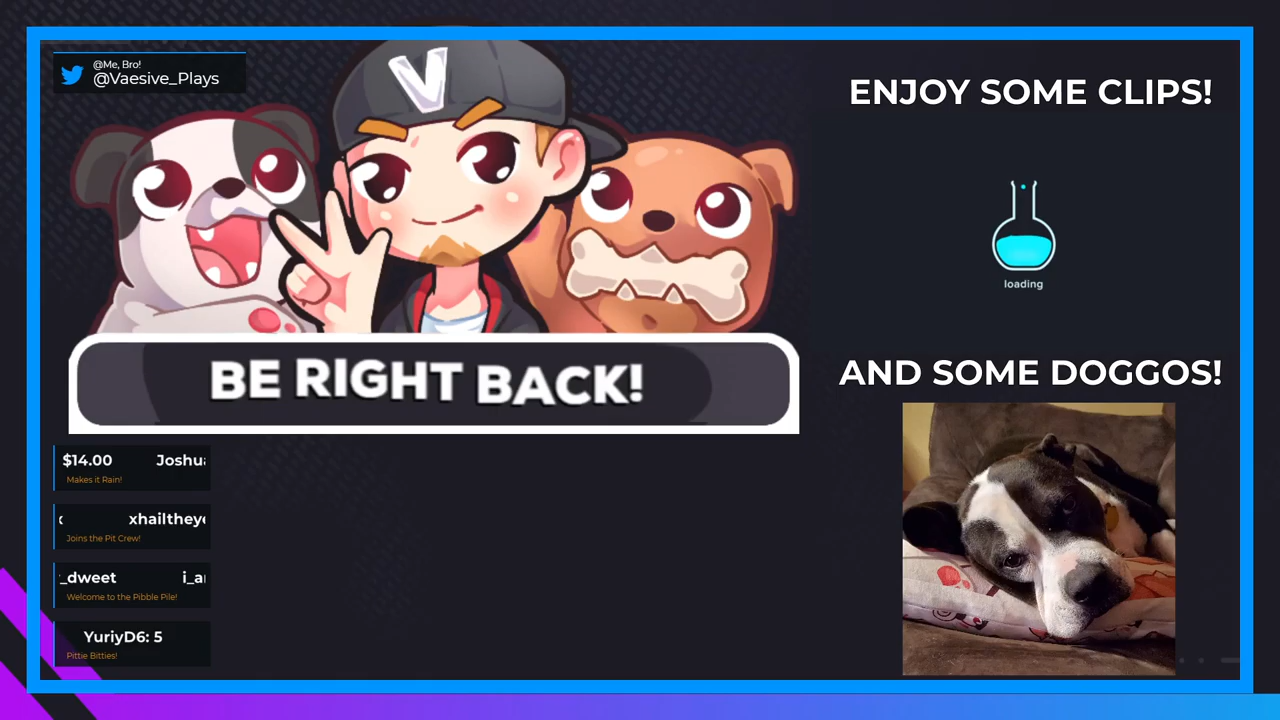 @Me, Bro!
@Vaesive_Plays
V
BE RIGHT BACK!
ENJOY SOME CLIPS!
loading
AND SOME DOGGOS!
$14.00
Makes it Rain!
Joins the Pit Crew!
_dweet
Welcome to the Pibble Pile!
YuriyD6: 5
Pittie Bitties!